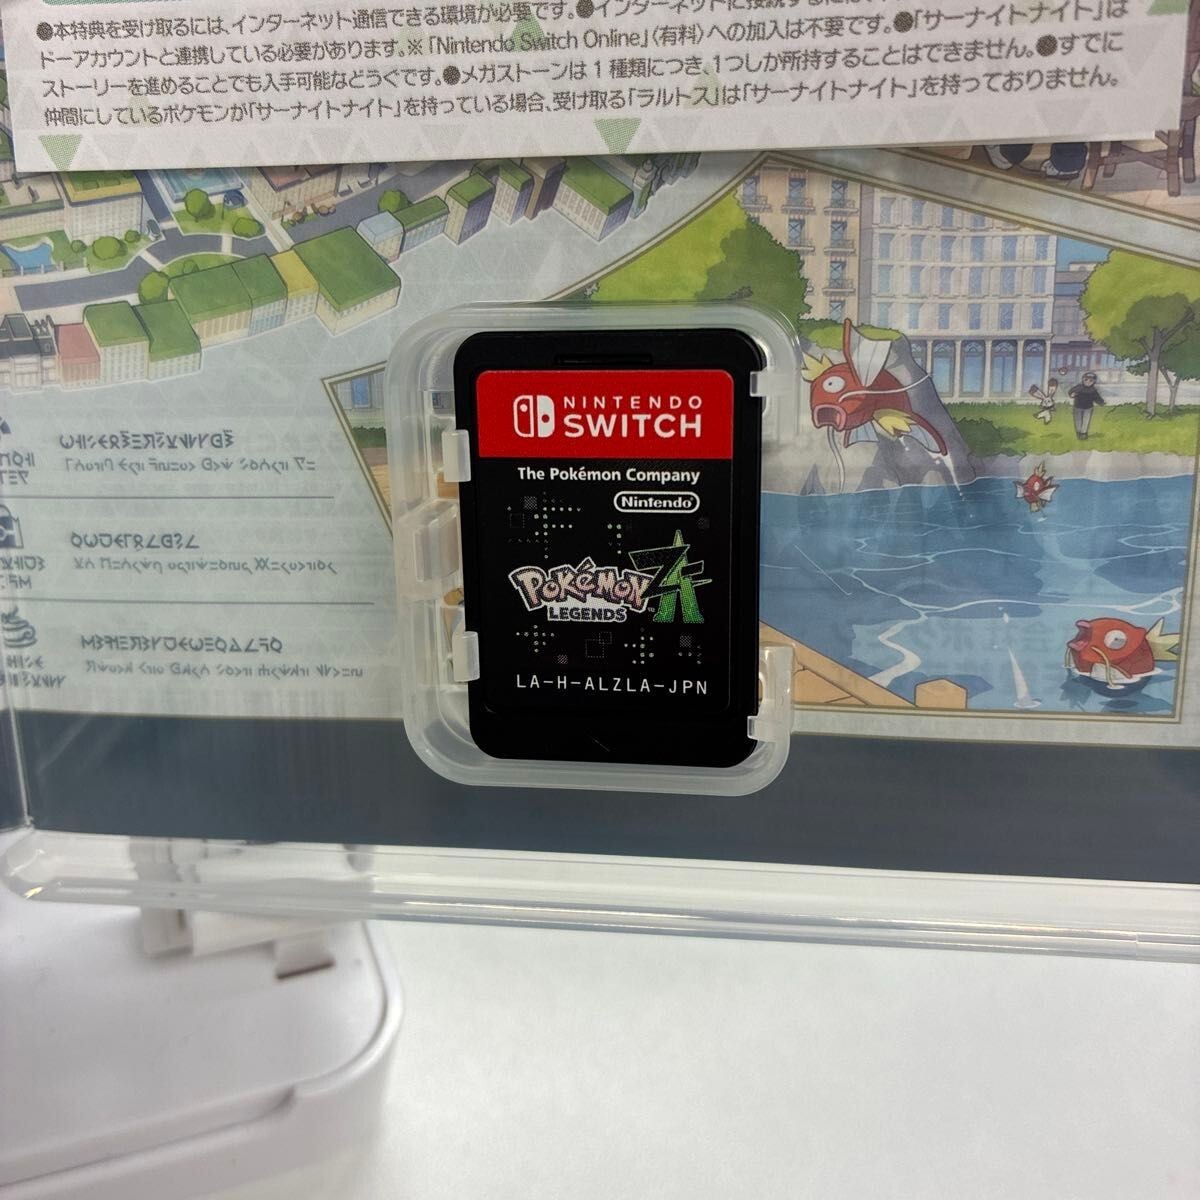 ●本特典を受け取るには、インターネット通信できる環境が必要です。●インターネットに接続するには、
ドーアカウントと連携している必要があります。※「Nintendo Switch Online」(有料)への加入は不要です。●「サーナイトナイト」は
ストーリーを進めることでも入手可能などうぐです。●メガストーンは1種類につき、1つしか所持することはできません。●すでに
仲間にしているポケモンが「サーナイトナイト」を持っている場合、受け取る「ラルトス」は「サーナイトナイト」を持っておりません。
NINTENDO
SWITCH
The Pokémon Company
Nintendo
POKÉMON
LEGENDS
ZA
TM
LA-H-ALZLA-JPN